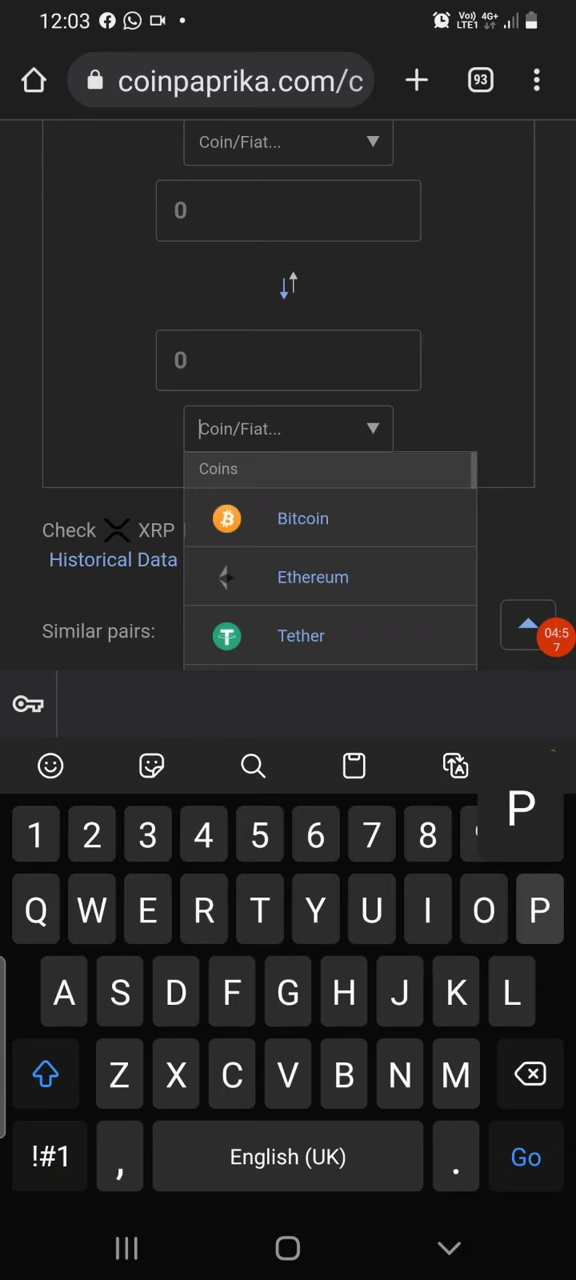 12:03
Vo) 4G+
LTE1
coinpaprika.com/c
93
Coin/Fiat...
0
0
Coin/Fiat...
Coins
Bitcoin
Check XRP
Historical Data
Ethereum
Similar pairs:
Tether
04:5
7
P
1 2 3 4 5 6 7 8
Q W E R T Y U I O P
A S D F G H J K L
Z X C V B N M
!#1 , English (UK) . Go